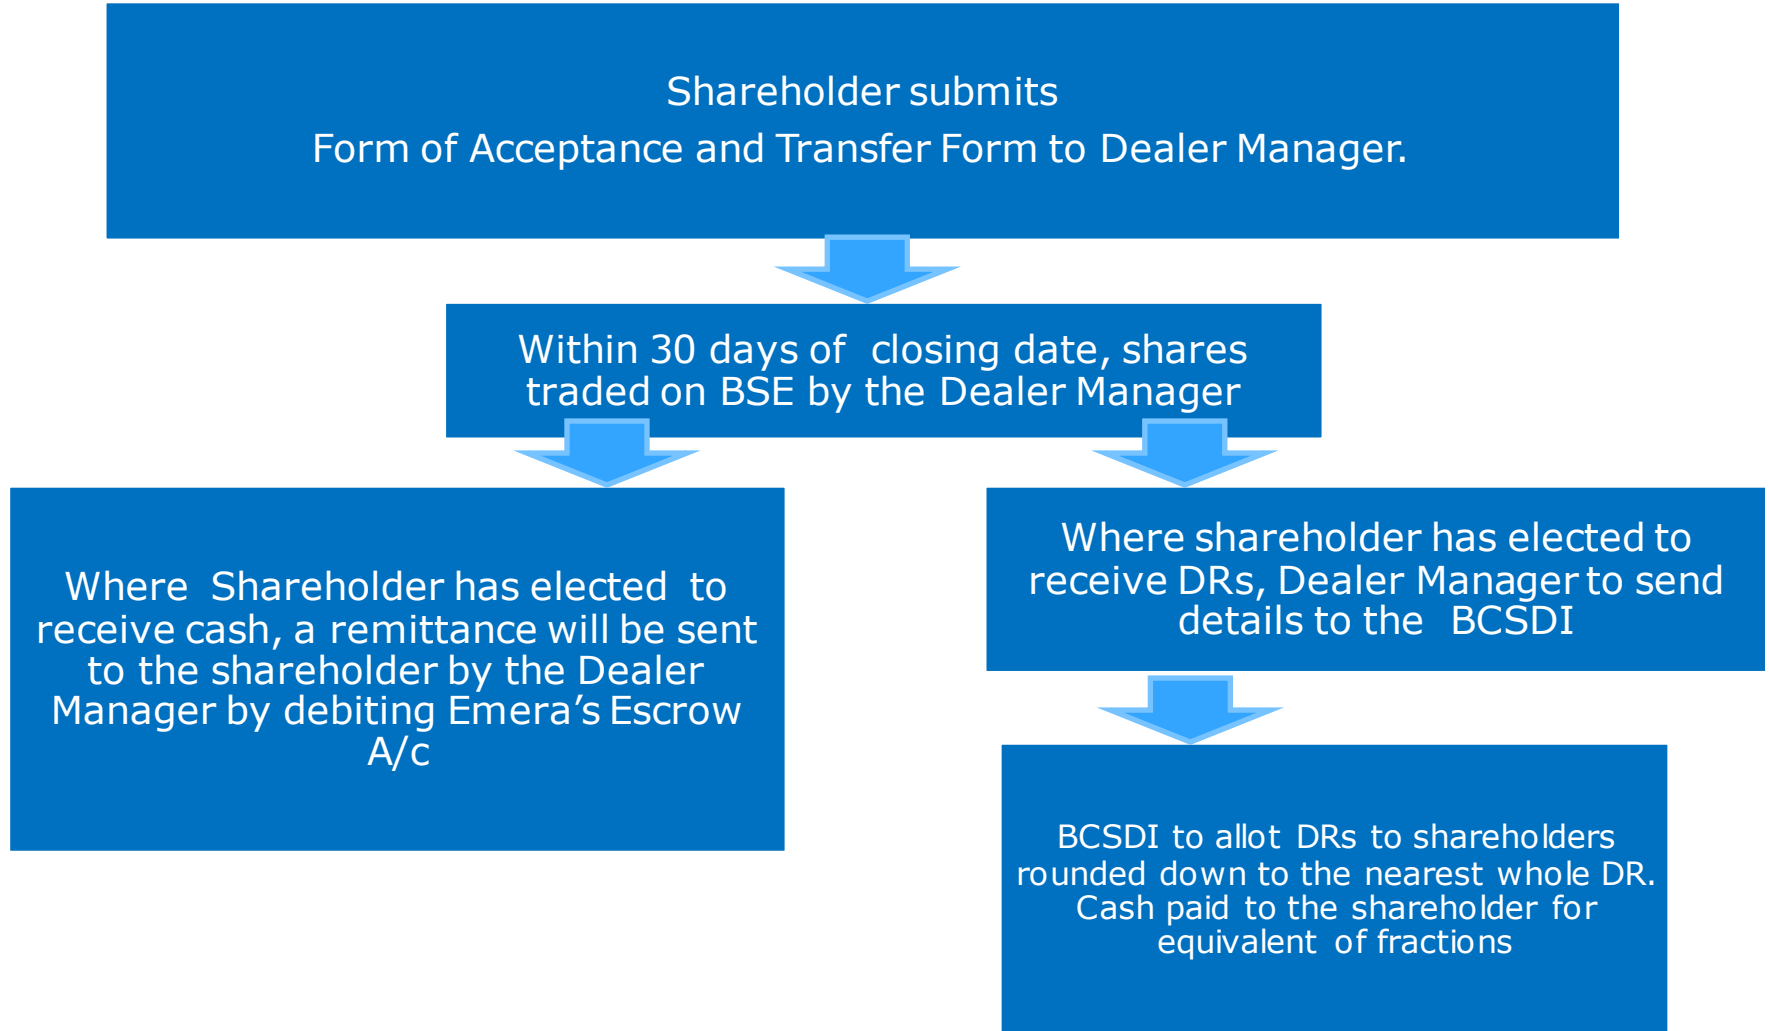 Shareholder submits
Form of Acceptance and Transfer Form to Dealer Manager.
Within 30 days of closing date, shares
traded on BSE by the Dealer Manager
Where Shareholder has elected to
receive cash, a remittance will be sent
to the shareholder by the Dealer
Manager by debiting Emera’s Escrow
A/c
Where shareholder has elected to
receive DRs, Dealer Manager to send
details to the BCSDI
BCSDI to allot DRs to shareholders
rounded down to the nearest whole DR.
Cash paid to the shareholder for
equivalent of fractions